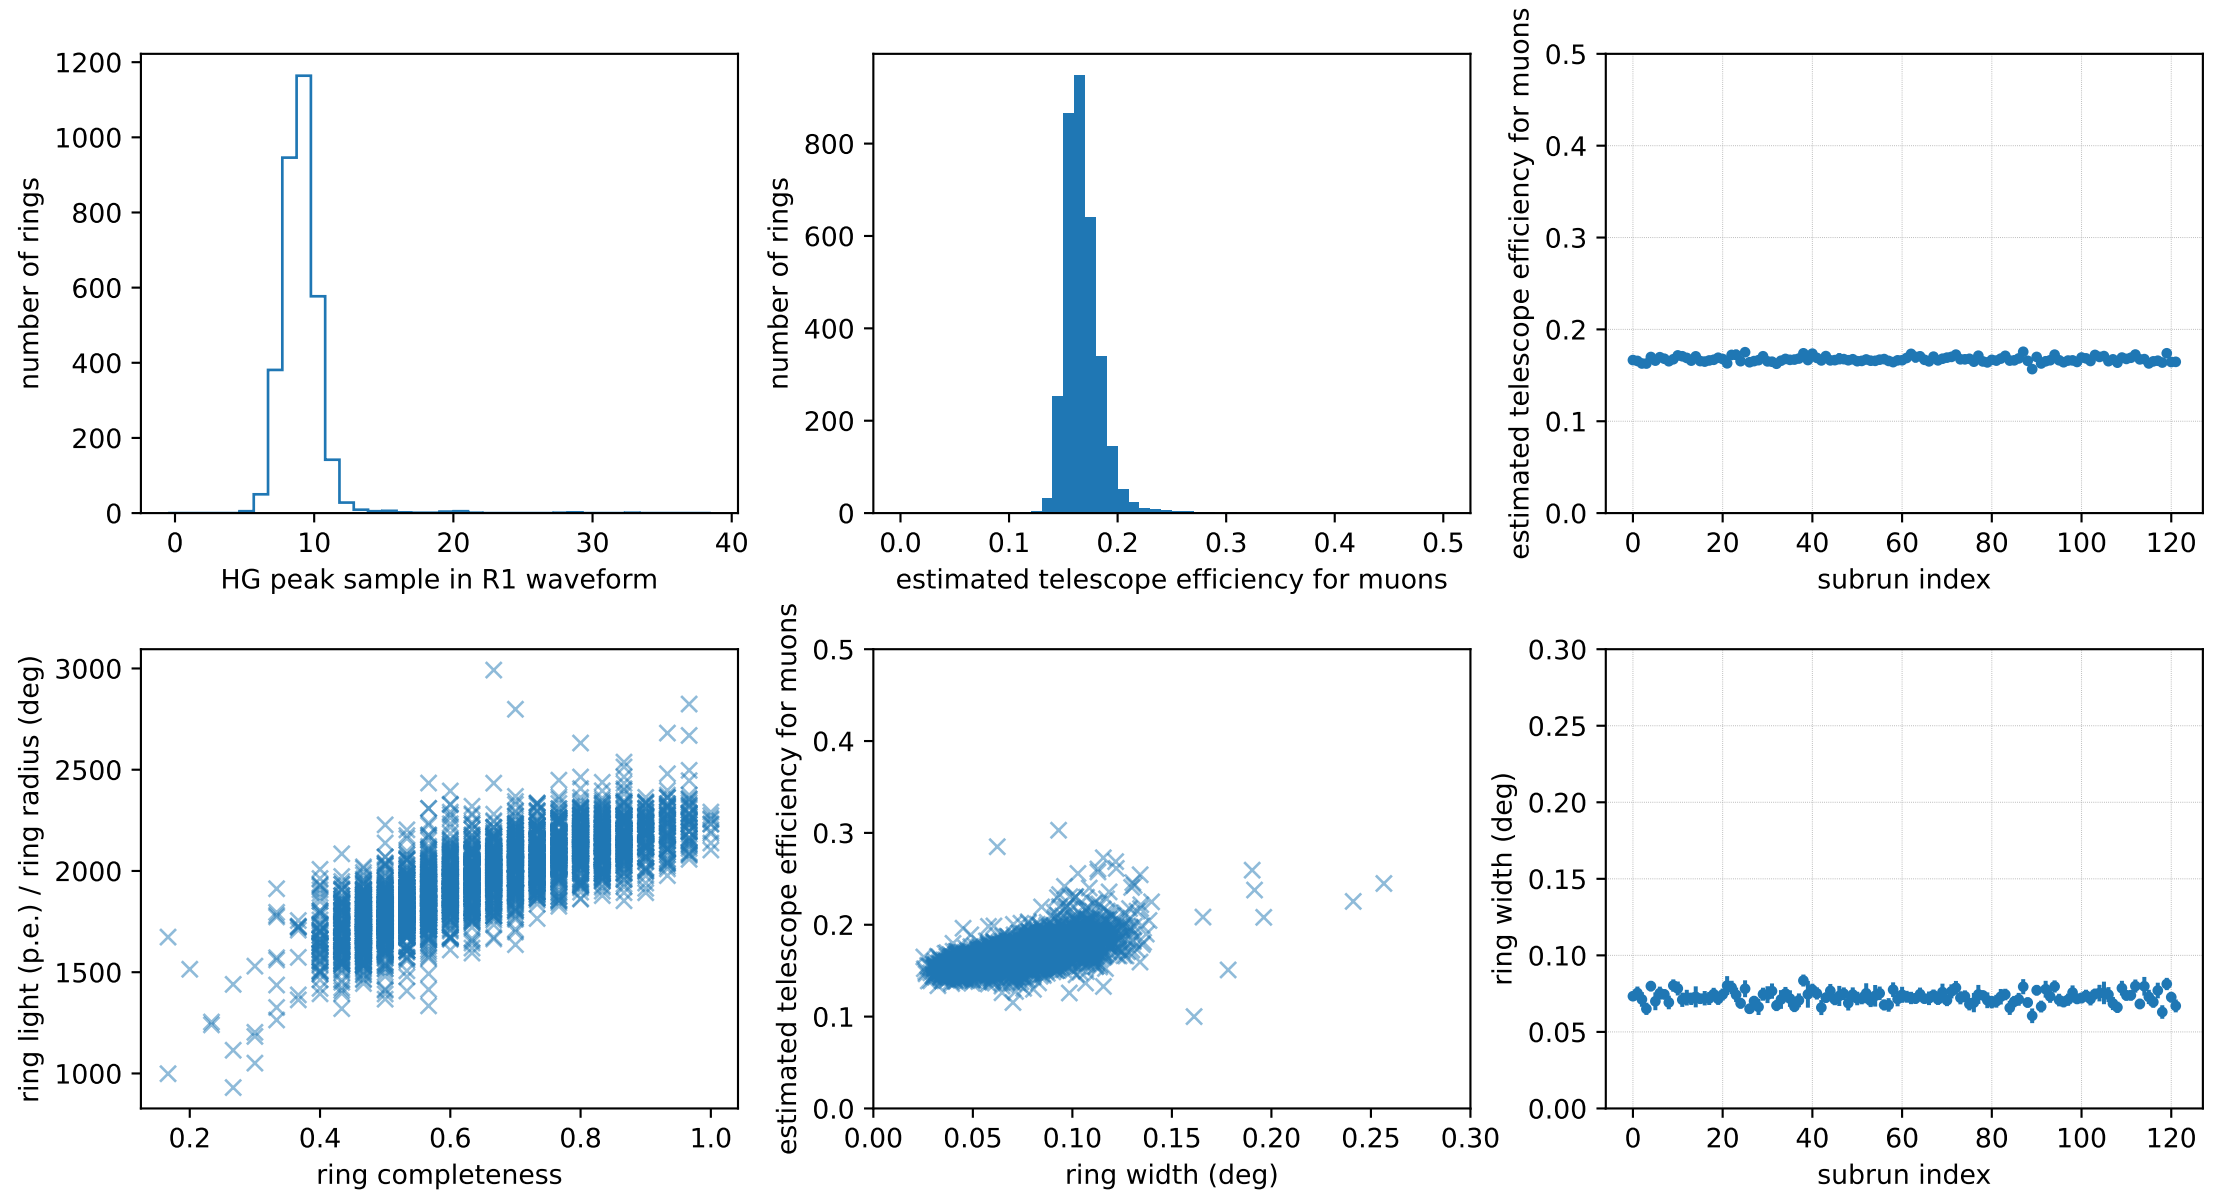 1200
1000
800
600
400
200
0
number of rings
0 10 20 30 40
HG peak sample in R1 waveform
800
600
400
200
0
number of rings
0.0 0.1 0.2 0.3 0.4 0.5
estimated telescope efficiency for muons
0.5
0.4
0.3
0.2
0.1
0.0
estimated telescope efficiency for muons
0 20 40 60 80 100 120
subrun index
3000
2500
2000
1500
1000
ring light (p.e.) / ring radius (deg)
0.2 0.4 0.6 0.8 1.0
ring completeness
0.5
0.4
0.3
0.2
0.1
0.0
estimated telescope efficiency for muons
0.00 0.05 0.10 0.15 0.20 0.25 0.30
ring width (deg)
0.30
0.25
0.20
0.15
0.10
0.05
0.00
ring width (deg)
0 20 40 60 80 100 120
subrun index